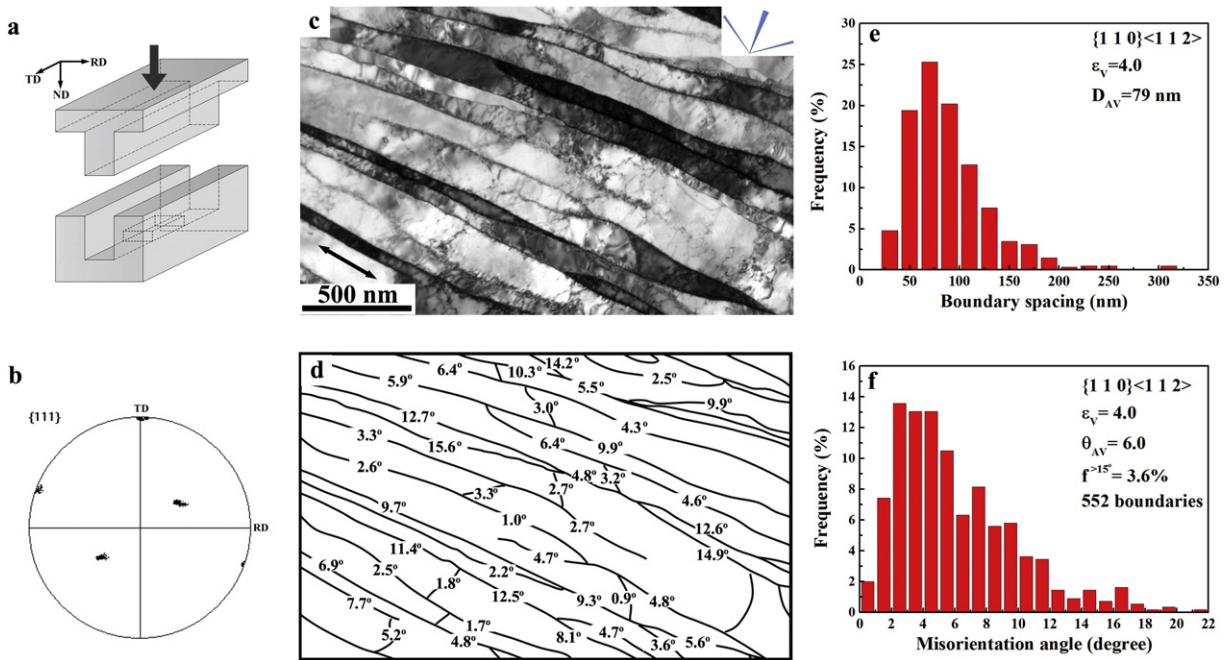 a
TD
RD
ND
b
{111}
TD
RD
c
500 nm
d
14.2°
6.4°
10.3°
2.5°
5.9°
5.5°
9.9°
3.0°
12.7°
4.3°
3.3°
6.4°
15.6°
9.9°
2.6°
4.8°
3.2°
3.3°
2.7°
4.6°
9.7°
1.0°
2.7°
12.6°
11.4°
4.7°
14.9°
6.9°
2.5°
2.2°
1.8°
0.9°
4.8°
7.7°
12.5°
9.3°
5.2°
1.7°
4.8°
8.1°
4.7°
3.6°
5.6°
e
{1 1 0}<1 1 2>
εV=4.0
DAV=79 nm
Frequency (%)
30
25
20
15
10
5
0
50 100 150 200 250 300 350
Boundary spacing (nm)
f
{1 1 0}<1 1 2>
εV= 4.0
θAV= 6.0
f>15°= 3.6%
552 boundaries
Frequency (%)
16
14
12
10
8
6
4
2
0
2 4 6 8 10 12 14 16 18 20 22
Misorientation angle (degree)